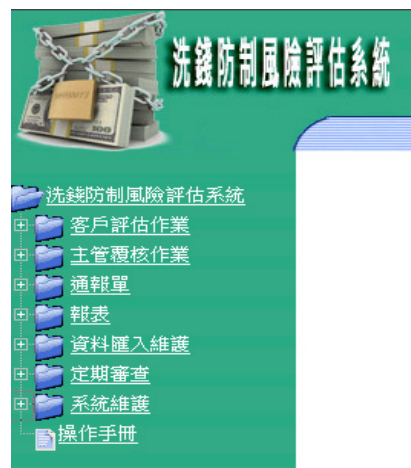 洗錢防制風險評估系統
洗錢防制風險評估系統
客戶評估作業
主管覆核作業
通報單
報表
資料匯入維護
定期審查
系統維護
操作手冊